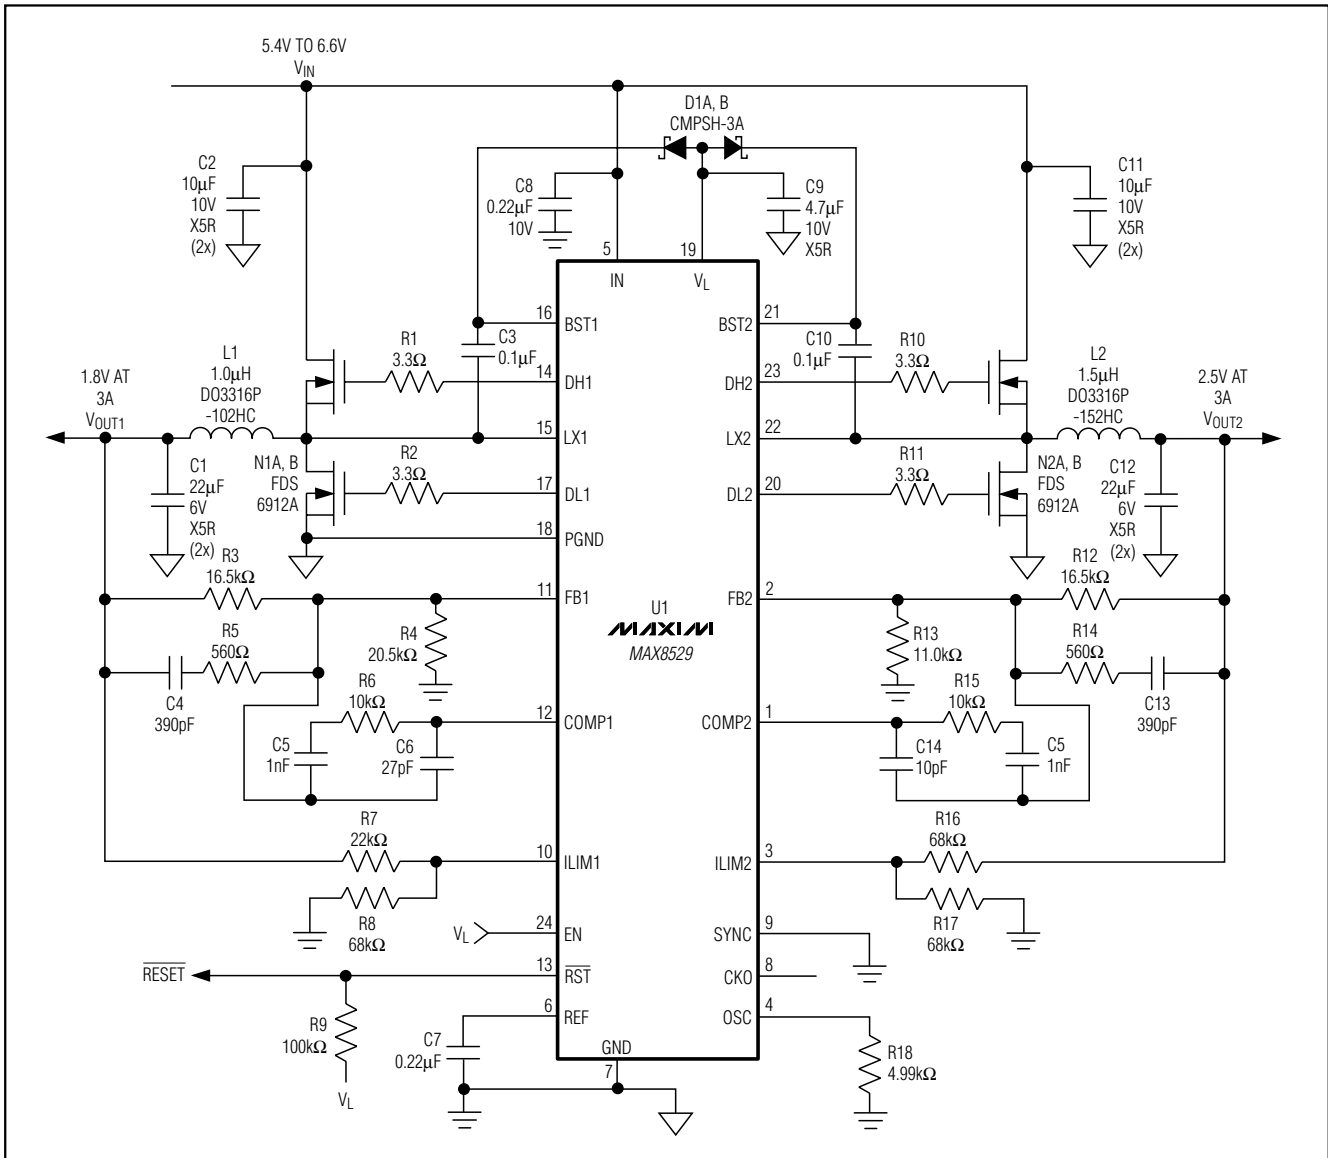 5.4V TO 6.6V
VIN
D1A, B
CMPSH-3A
C2
10μF
10V
X5R
(2x)
C8
0.22μF
10V
C9
4.7μF
10V
X5R
C11
10μF
10V
X5R
(2x)
5
19
IN
VL
16
BST1
BST2
21
C3
0.1μF
C10
0.1μF
R1
3.3Ω
14
DH1
DH2
23
R10
3.3Ω
L1
1.0μH
DO3316P
-102HC
L2
1.5μH
DO3316P
-152HC
1.8V AT
3A
VOUT1
2.5V AT
3A
VOUT2
15
LX1
LX2
22
C1
22μF
6V
X5R
(2x)
N1A, B
FDS
6912A
R2
3.3Ω
17
DL1
DL2
20
R11
3.3Ω
N2A, B
FDS
6912A
C12
22μF
6V
X5R
(2x)
18
PGND
R3
16.5kΩ
11
FB1
FB2
2
R12
16.5kΩ
U1
MAXIM
MAX8529
R5
560Ω
R4
20.5kΩ
R13
11.0kΩ
R14
560Ω
C4
390pF
C13
390pF
R6
10kΩ
12
COMP1
COMP2
1
R15
10kΩ
C5
1nF
C6
27pF
C14
10pF
C5
1nF
R7
22kΩ
10
ILIM1
ILIM2
3
R16
68kΩ
R8
68kΩ
R17
68kΩ
VL
24
EN
SYNC
9
RESET
13
RST
CKO
8
6
REF
OSC
4
R9
100kΩ
VL
C7
0.22μF
GND
7
R18
4.99kΩ